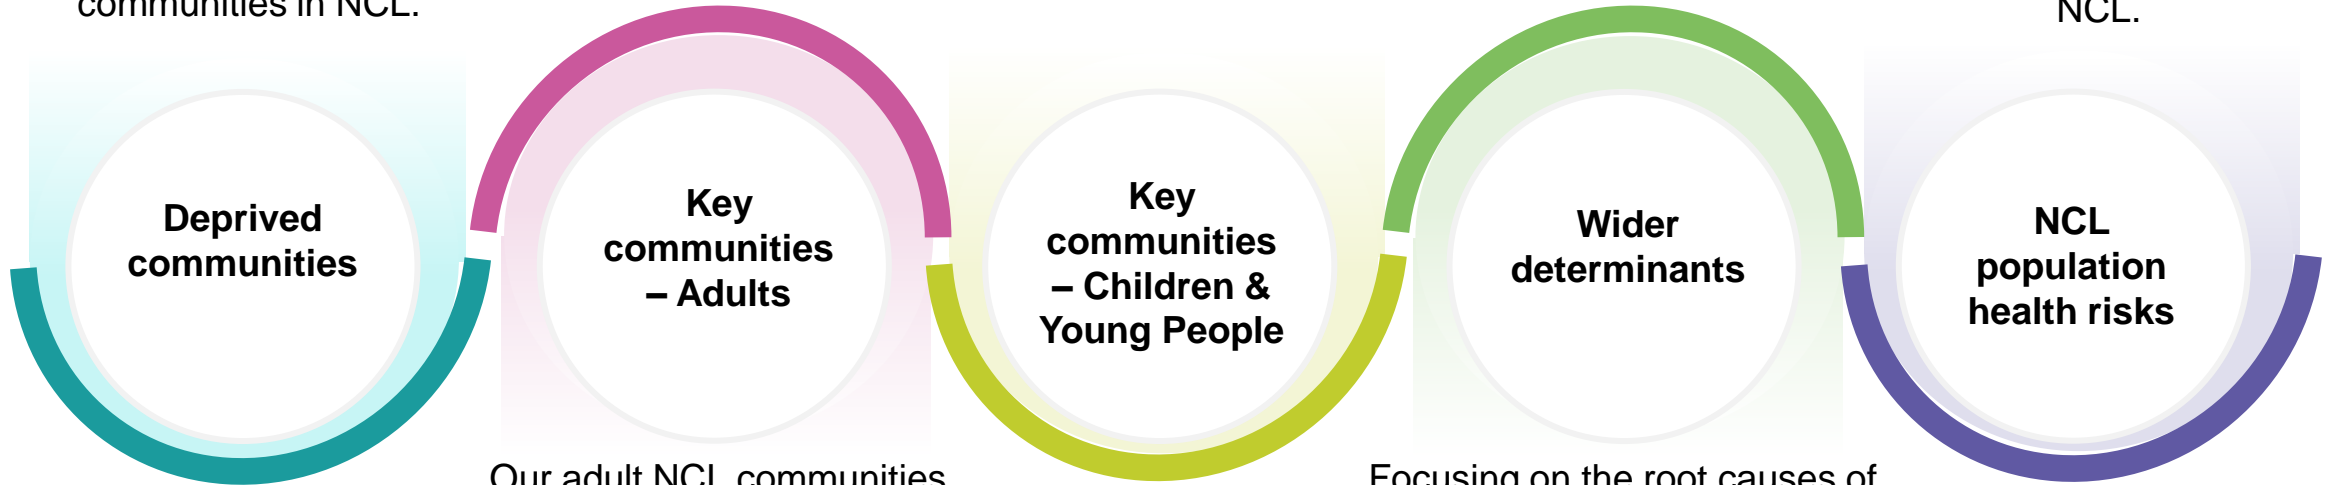 communities in NCL.
NCL.
Deprived
communities
Key
communities
– Adults
Key
communities
– Children &
Young People
Wider
determinants
NCL
population
health risks
Our adult NCL communities
Focusing on the root causes of